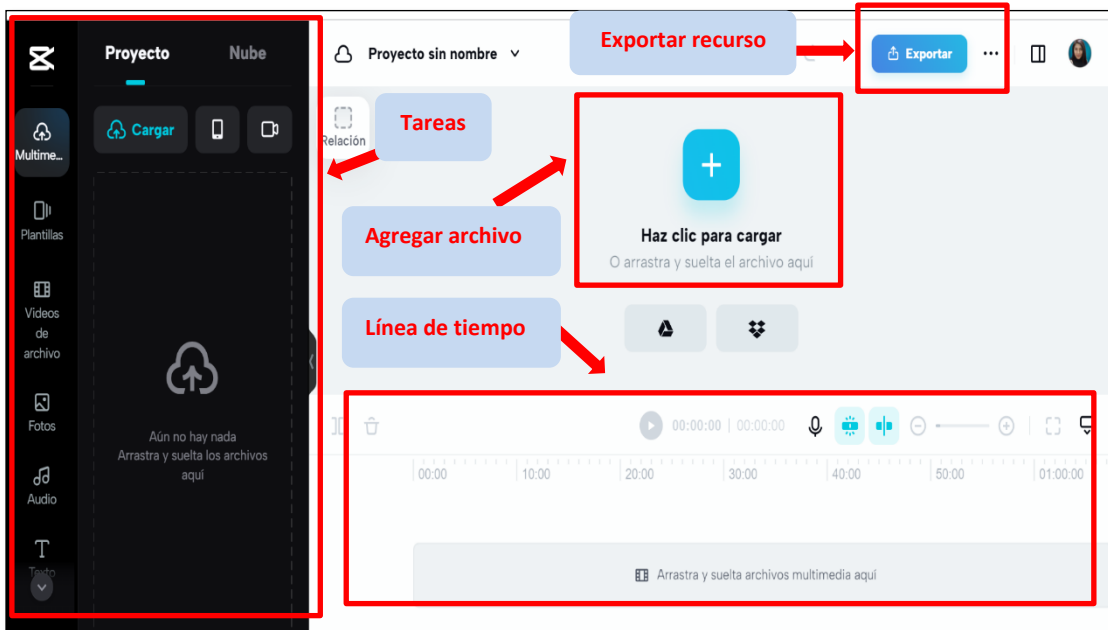 Proyecto
Nube
Proyecto sin nombre
Exportar recurso
Exportar
Multime...
Cargar
Relación
Tareas
Plantillas
Agregar archivo
Haz clic para cargar
O arrastra y suelta el archivo aquí
Videos
de
archivo
Línea de tiempo
Fotos
Aún no hay nada
Arrastra y suelta los archivos
aquí
00:00:00 | 00:00:00
00:00
10:00
20:00
30:00
40:00
50:00
01:00:00
Audio
Texto
Arrastra y suelta archivos multimedia aquí